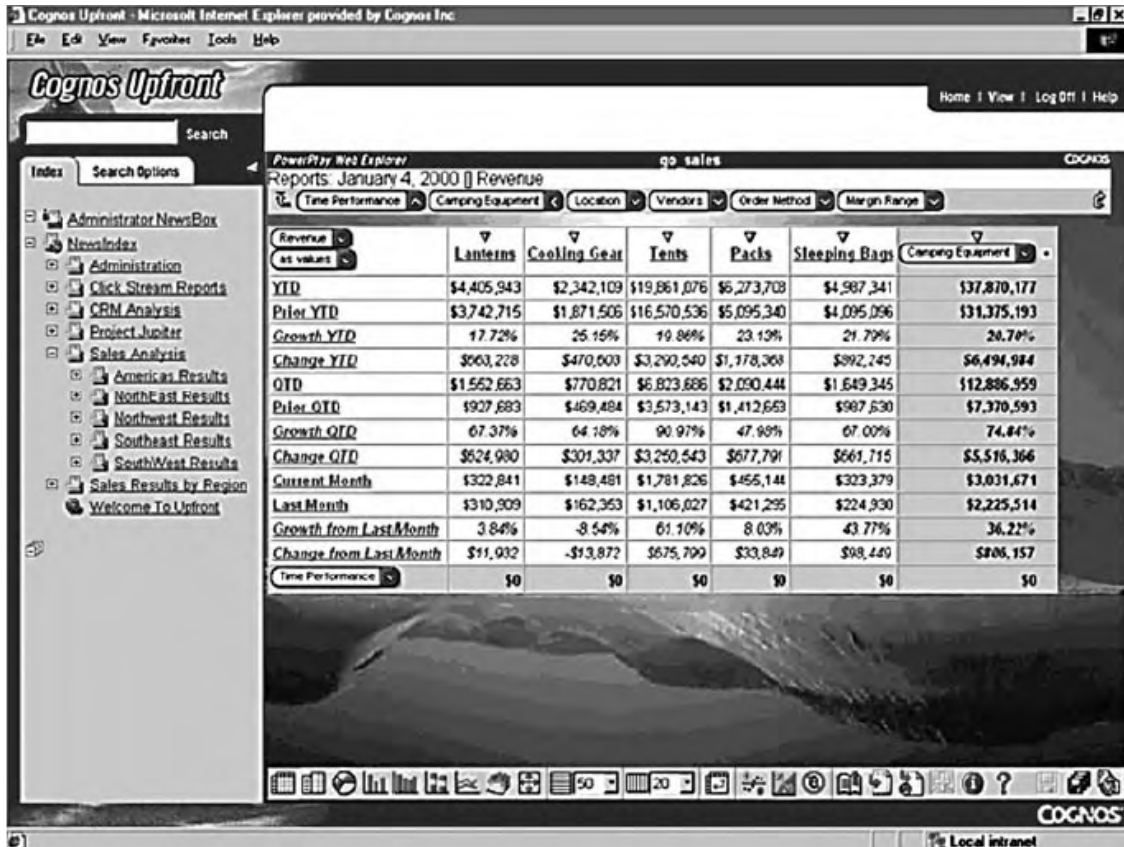 Cognos Upfront - Microsoft Internet Explorer provided by Cognos Inc
File Edit View Favorites Tools Help
Cognos Upfront
Home | View | Log Off | Help
Search
Index Search Options
Administrator NewsBox
NewsIndex
Administration
Click Stream Reports
CRM Analysis
Project Jupiter
Sales Analysis
Americas Results
NorthEast Results
Northwest Results
Southeast Results
SouthWest Results
Sales Results by Region
Welcome To Upfront
PowerPlay Web Explorer go_sales COGNOS
Reports: January 4, 2000 [] Revenue
Time Performance Camping Equipment Location Vendors Order Method Margin Range
Revenue
as values
Lanterns Cooking Gear Tents Packs Sleeping Bags Camping Equipment
YTD $4,405,943 $2,342,109 $19,861,076 $6,273,708 $4,987,341 $37,870,177
Prior YTD $3,742,715 $1,871,506 $16,570,536 $5,095,340 $4,095,096 $31,375,193
Growth YTD 17.72% 25.15% 19.86% 23.13% 21.79% 20.70%
Change YTD $663,228 $470,603 $3,290,540 $1,178,368 $892,245 $6,494,984
QTD $1,552,663 $770,821 $6,823,686 $2,090,444 $1,649,345 $12,886,959
Prior QTD $927,683 $469,484 $3,573,143 $1,412,653 $987,630 $7,370,593
Growth QTD 67.37% 64.18% 90.97% 47.98% 67.00% 74.84%
Change QTD $624,980 $301,337 $3,250,543 $677,791 $661,715 $5,516,366
Current Month $322,841 $148,481 $1,781,826 $455,144 $323,379 $3,031,671
Last Month $310,909 $162,353 $1,106,027 $421,295 $224,930 $2,225,514
Growth from Last Month 3.84% -8.54% 61.10% 8.03% 43.77% 36.22%
Change from Last Month $11,932 -$13,872 $675,799 $33,849 $98,449 $806,157
Time Performance $0 $0 $0 $0 $0 $0
50 20
COGNOS
Local intranet